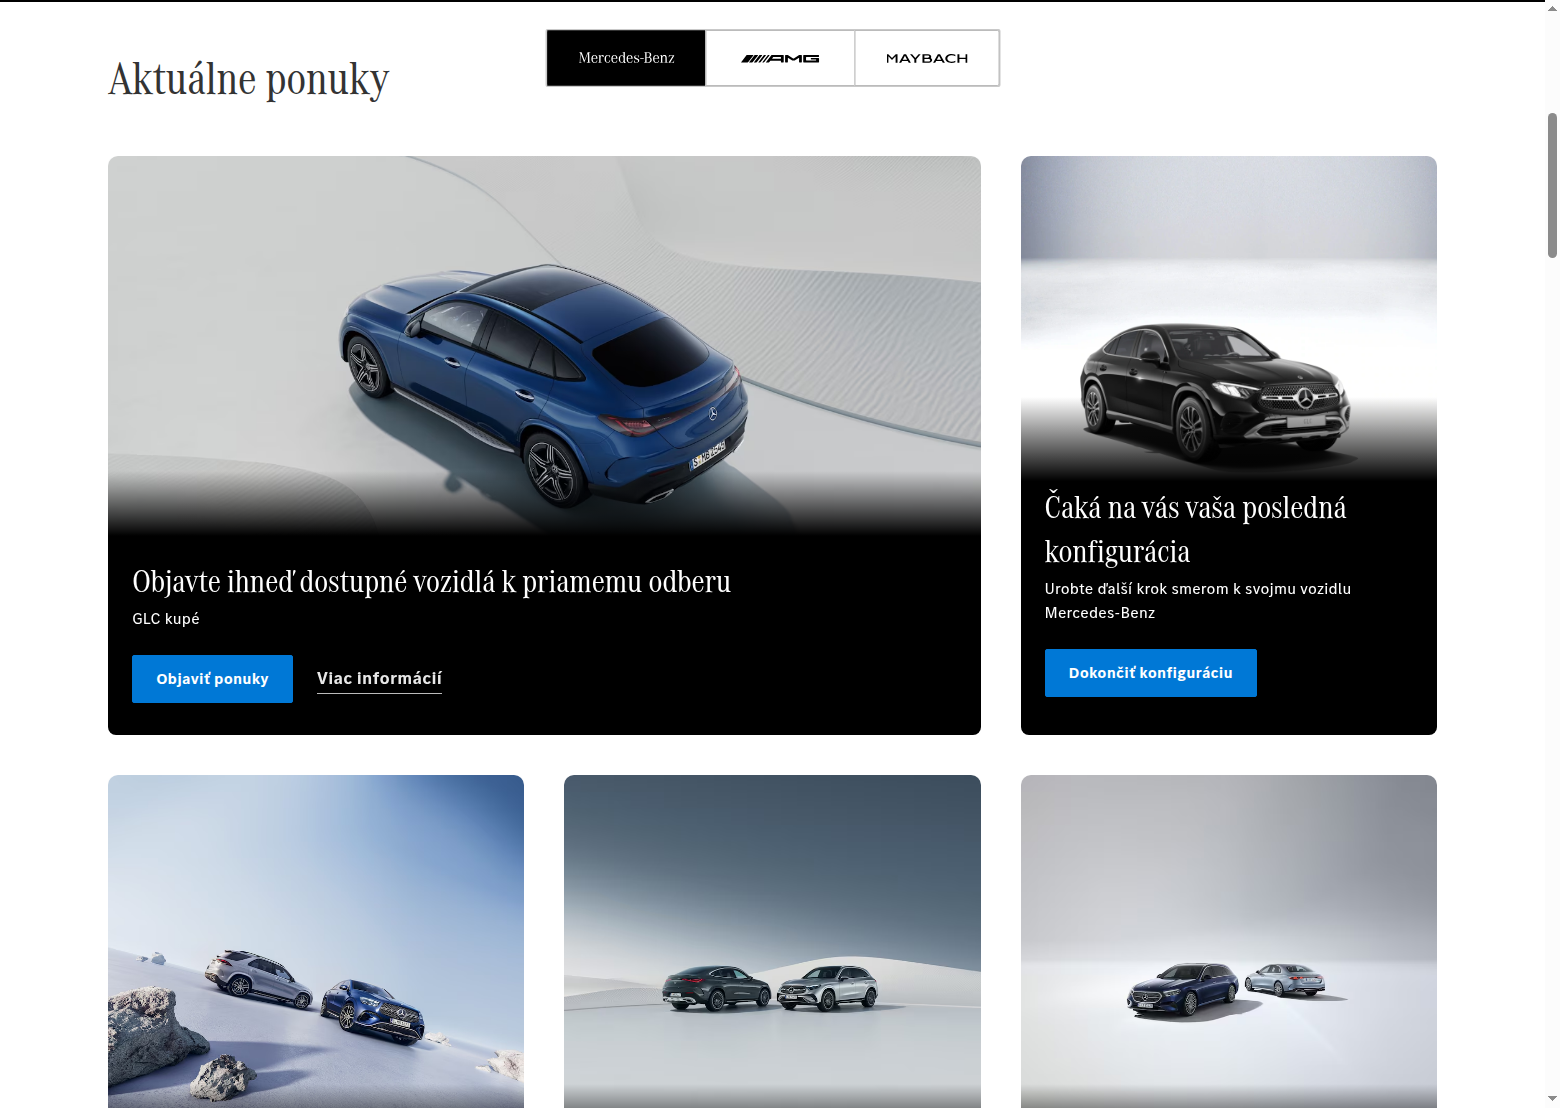 Aktuálne ponuky
Mercedes-Benz
AMG
MAYBACH
Objavte ihneď dostupné vozidlá k priamemu odberu
GLC kupé
Objaviť ponuky
Viac informácií
Čaká na vás vaša posledná
konfigurácia
Urobte ďalší krok smerom k svojmu vozidlu
Mercedes-Benz
Dokončiť konfiguráciu